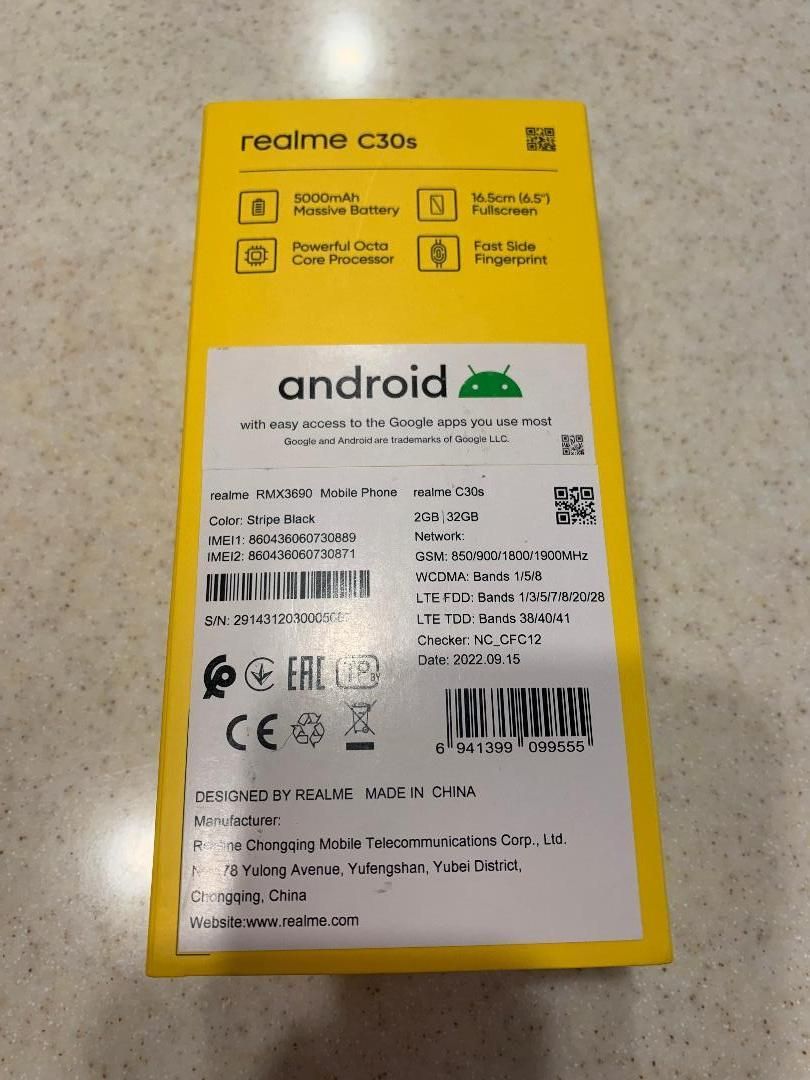 realme C30s
5000mAh
Massive Battery
16.5cm (6.5")
Fullscreen
Powerful Octa
Core Processor
Fast Side
Fingerprint
android
with easy access to the Google apps you use most
Google and Android are trademarks of Google LLC.
realme RMX3690 Mobile Phone
Color: Stripe Black
IMEI1: 860436060730889
IMEI2: 860436060730871
S/N:
realme C30s
2GB | 32GB
Network:
GSM: 850/900/1800/1900MHz
WCDMA: Bands 1/5/8
LTE FDD: Bands 1/3/5/7/8/20/28
LTE TDD: Bands 38/40/41
Checker: NC_CFC12
Date: 2022.09.15
EAC
TP BY
CE
6 941399 099555
DESIGNED BY REALME MADE IN CHINA
Manufacturer:
Chongqing Mobile Telecommunications Corp., Ltd.
Yulong Avenue, Yufengshan, Yubei District,
Chongqing, China
Website:www.realme.com